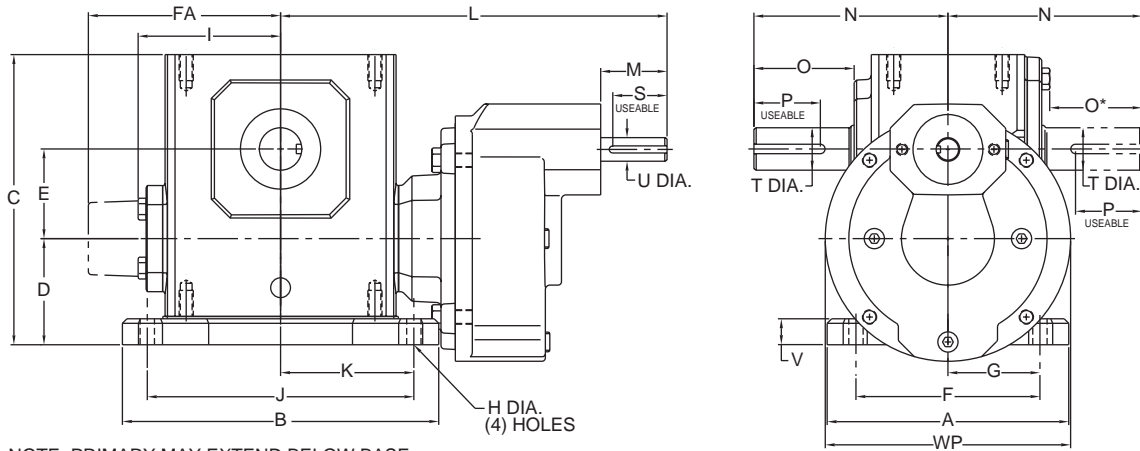 FA
L
N
N
I
M
O
S
USEABLE
P
USEABLE
O*
C
E
U DIA.
T DIA.
T DIA.
P
USEABLE
D
K
V
G
J
H DIA.
(4) HOLES
F
B
A
WP
NOTE: PRIMARY MAY EXTEND BELOW BASE